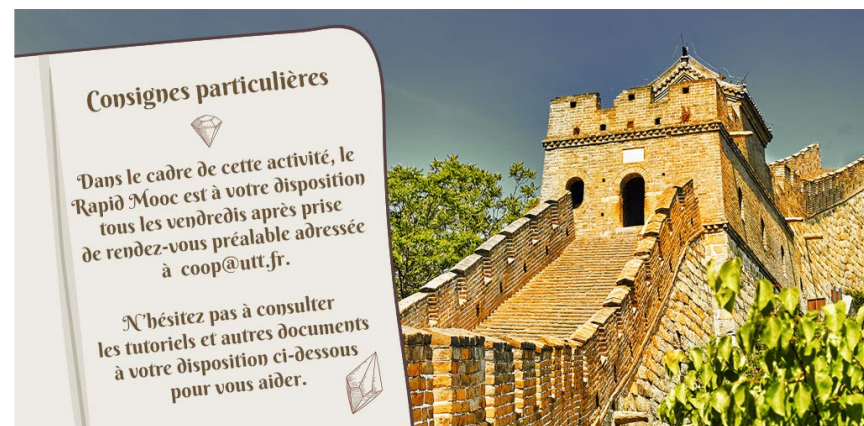 Consignes particulières
Dans le cadre de cette activité, le
Rapid Mooc est à votre disposition
tous les vendredis après prise
de rendez-vous préalable adressée
à coop@utt.fr.
N'hésitez pas à consulter
les tutoriels et autres documents
à votre disposition ci-dessous
pour vous aider.